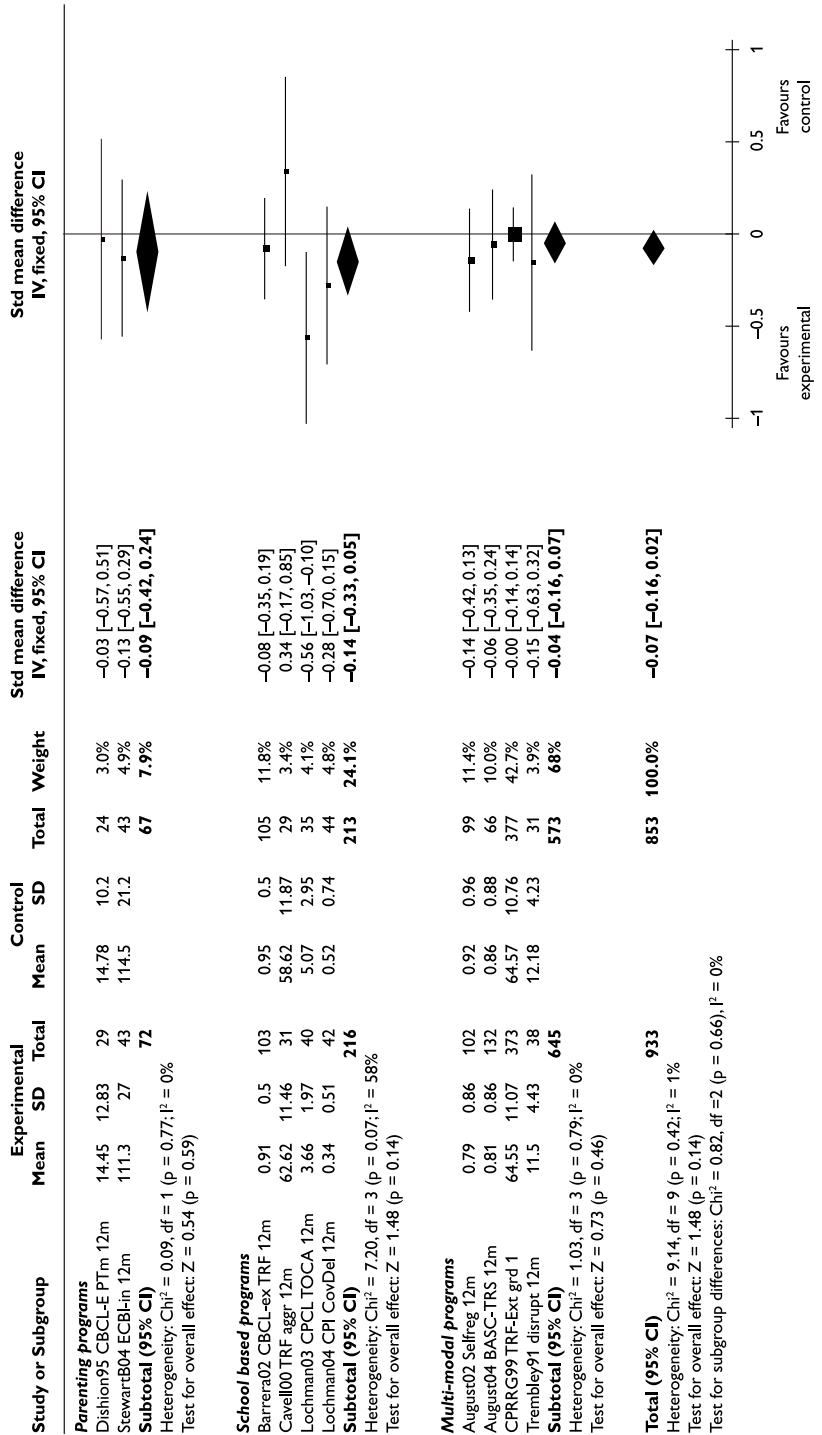 Experimental Control Std mean difference Std mean difference
Study or Subgroup Mean SD Total Mean SD Total Weight IV, fixed, 95% CI IV, fixed, 95% CI
Parenting programs
Dishion95 CBCL-E PTm 12m 14.45 12.83 29 14.78 10.2 24 3.0% −0.03 [−0.57, 0.51]
StewartB04 ECBI-in 12m 111.3 27 43 114.5 21.2 43 4.9% −0.13 [−0.55, 0.29]
Subtotal (95% CI) 72 67 7.9% −0.09 [−0.42, 0.24]
Heterogeneity: Chi² = 0.09, df = 1 (p = 0.77; I² = 0%
Test for overall effect: Z = 0.54 (p = 0.59)
School based programs
Barrera02 CBCL-ex TRF 12m 0.91 0.5 103 0.95 0.5 105 11.8% −0.08 [−0.35, 0.19]
Cavell00 TRF aggr 12m 62.62 11.46 31 58.62 11.87 29 3.4% 0.34 [−0.17, 0.85]
Lochman03 CPCL TOCA 12m 3.66 1.97 40 5.07 2.95 35 4.1% −0.56 [−1.03, −0.10]
Lochman04 CPI CovDel 12m 0.34 0.51 42 0.52 0.74 44 4.8% −0.28 [−0.70, 0.15]
Subtotal (95% CI) 216 213 24.1% −0.14 [−0.33, 0.05]
Heterogeneity: Chi² = 7.20, df = 3 (p = 0.07; I² = 58%
Test for overall effect: Z = 1.48 (p = 0.14)
Multi-modal programs
August02 Selfreg 12m 0.79 0.86 102 0.92 0.96 99 11.4% −0.14 [−0.42, 0.13]
August04 BASC-TRS 12m 0.81 0.86 132 0.86 0.88 66 10.0% −0.06 [−0.35, 0.24]
CPRRG99 TRF-Ext grd 1 64.55 11.07 373 64.57 10.76 377 42.7% −0.00 [−0.14, 0.14]
Trembley91 disrupt 12m 11.5 4.43 38 12.18 4.23 31 3.9% −0.15 [−0.63, 0.32]
Subtotal (95% CI) 645 573 68% −0.04 [−0.16, 0.07]
Heterogeneity: Chi² = 1.03, df = 3 (p = 0.79; I² = 0%
Test for overall effect: Z = 0.73 (p = 0.46)
Total (95% CI) 933 853 100.0% −0.07 [−0.16, 0.02]
Heterogeneity: Chi² = 9.14, df = 9 (p = 0.42; I² = 1%
Test for overall effect: Z = 1.48 (p = 0.14)
Test for subgroup differences: Chi² = 0.82, df =2 (p = 0.66), I² = 0%
−1 −0.5 0 0.5 1
Favours Favours
experimental control